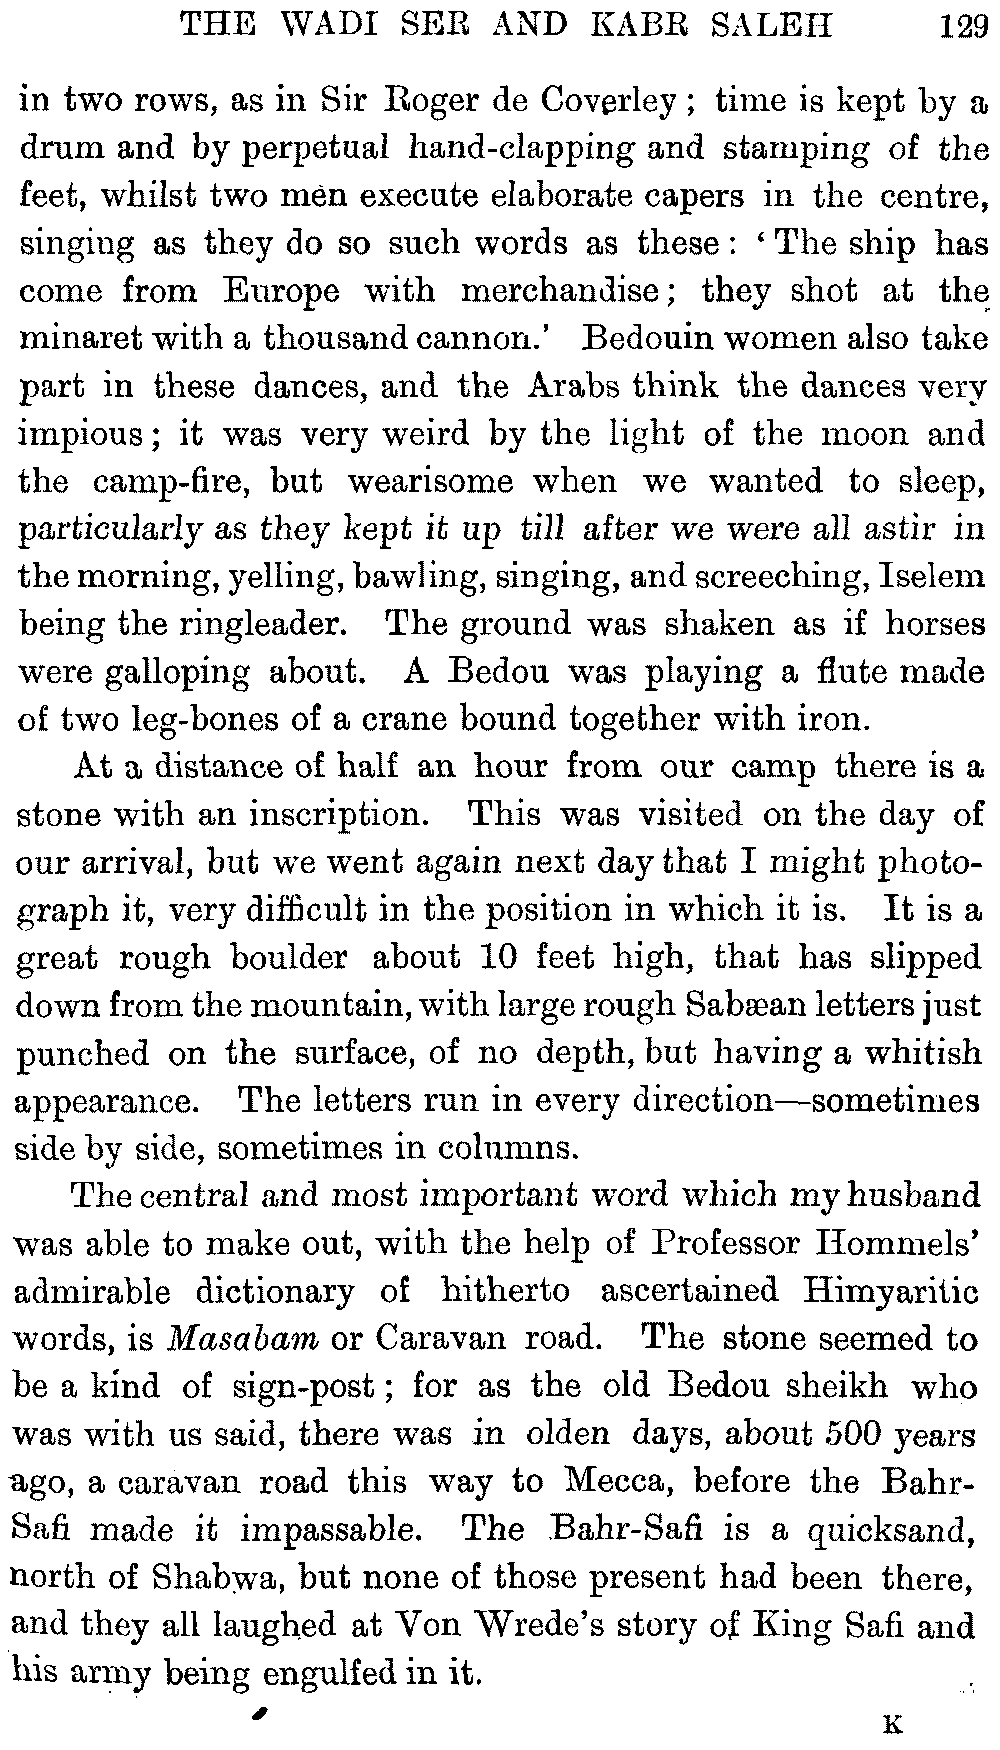 THE WADI SER AND KABR SALEH 129
in two rows, as in Sir Roger de Coverley ; time is kept by a
drum and by perpetual hand-clapping and stamping of the
feet, whilst two men execute elaborate capers in the centre,
singing as they do so such words as these : ‘ The ship has
come from Europe with merchandise ; they shot at the
minaret with a thousand cannon.’ Bedouin women also take
part in these dances, and the Arabs think the dances very
impious ; it was very weird by the light of the moon and
the camp-fire, but wearisome when we wanted to sleep,
particularly as they kept it up till after we were all astir in
the morning, yelling, bawling, singing, and screeching, Iselem
being the ringleader. The ground was shaken as if horses
were galloping about. A Bedou was playing a flute made
of two leg-bones of a crane bound together with iron.
At a distance of half an hour from our camp there is a
stone with an inscription. This was visited on the day of
our arrival, but we went again next day that I might photo-
graph it, very difficult in the position in which it is. It is a
great rough boulder about 10 feet high, that has slipped
down from the mountain, with large rough Sabæan letters just
punched on the surface, of no depth, but having a whitish
appearance. The letters run in every direction—sometimes
side by side, sometimes in columns.
The central and most important word which my husband
was able to make out, with the help of Professor Hommels’
admirable dictionary of hitherto ascertained Himyaritic
words, is Masabam or Caravan road. The stone seemed to
be a kind of sign-post ; for as the old Bedou sheikh who
was with us said, there was in olden days, about 500 years
ago, a caravan road this way to Mecca, before the Bahr-
Safi made it impassable. The Bahr-Safi is a quicksand,
north of Shabwa, but none of those present had been there,
and they all laughed at Von Wrede’s story of King Safi and
his army being engulfed in it.
K